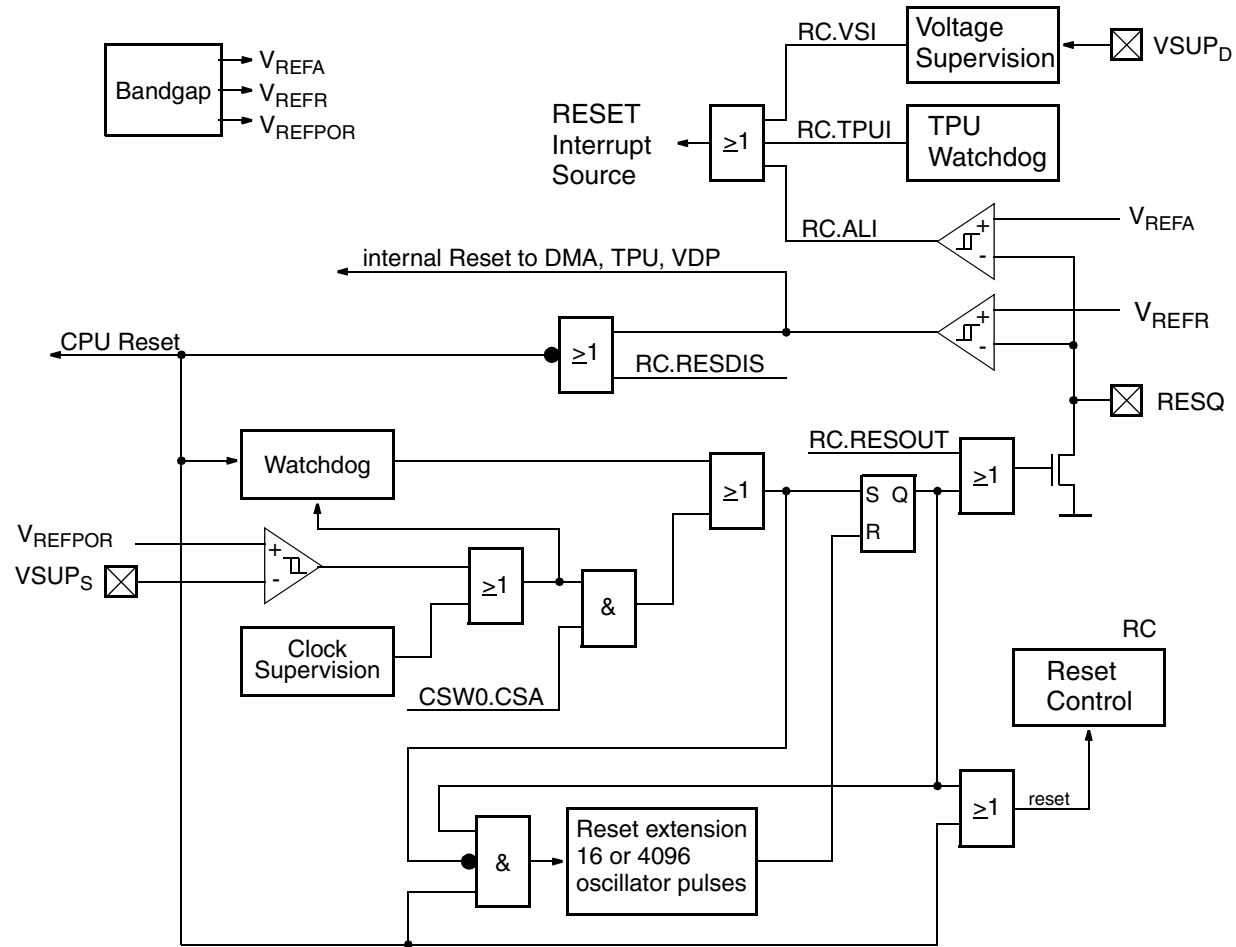 Bandgap
VREFA
VREFR
VREFPOR
RC.VSI
Voltage
Supervision
VSUPD
RESET
Interrupt
Source
≥1
RC.TPUI
TPU
Watchdog
RC.ALI
+
-
VREFA
internal Reset to DMA, TPU, VDP
+
-
VREFR
CPU Reset
≥1
RC.RESDIS
RESQ
Watchdog
≥1
RC.RESOUT
≥1
S Q
R
VREFPOR
VSUPS
+
-
≥1
&
Clock
Supervision
CSW0.CSA
RC
Reset
Control
≥1
reset
&
Reset extension
16 or 4096
oscillator pulses